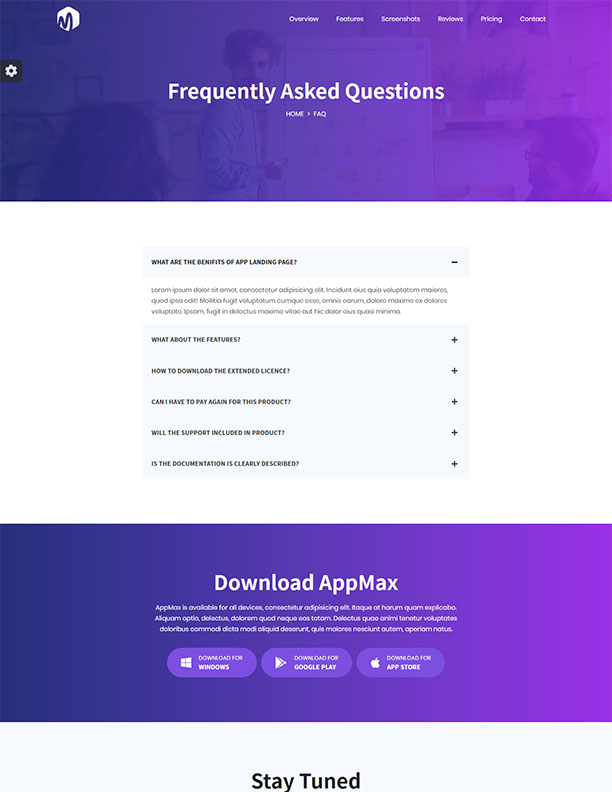 Overview Features Screenshots Reviews Pricing Contact
Frequently Asked Questions
HOME > FAQ
WHAT ARE THE BENIFITS OF APP LANDING PAGE?
Lorem ipsum dolor sit amet, consectetur adipisicing elit. Incidunt eius quia voluptatem maiores,
quod ipsa odit! Mollitia fugit voluptatum cumque esse, omnis earum, dolore maxime ex dolores
voluptate. Ipsam, fugit in delectus maxime vitae aut hic dolor eius quasi minima.
WHAT ABOUT THE FEATURES?
HOW TO DOWNLOAD THE EXTENDED LICENCE?
CAN I HAVE TO PAY AGAIN FOR THIS PRODUCT?
WILL THE SUPPORT INCLUDED IN PRODUCT?
IS THE DOCUMENTATION IS CLEARLY DESCRIBED?
Download AppMax
AppMax is available for all devices, consectetur adipisicing elit. Itaque at harum quam explicabo.
Aliquam optio, delectus, dolorem quod neque eos totam. Delectus quae animi tenetur voluptates
doloribus commodi dicta modi aliquid deserunt, quis maiores nesciunt autem, aperiam natus.
DOWNLOAD FOR
WINDOWS
DOWNLOAD FOR
GOOGLE PLAY
DOWNLOAD FOR
APP STORE
Stay Tuned